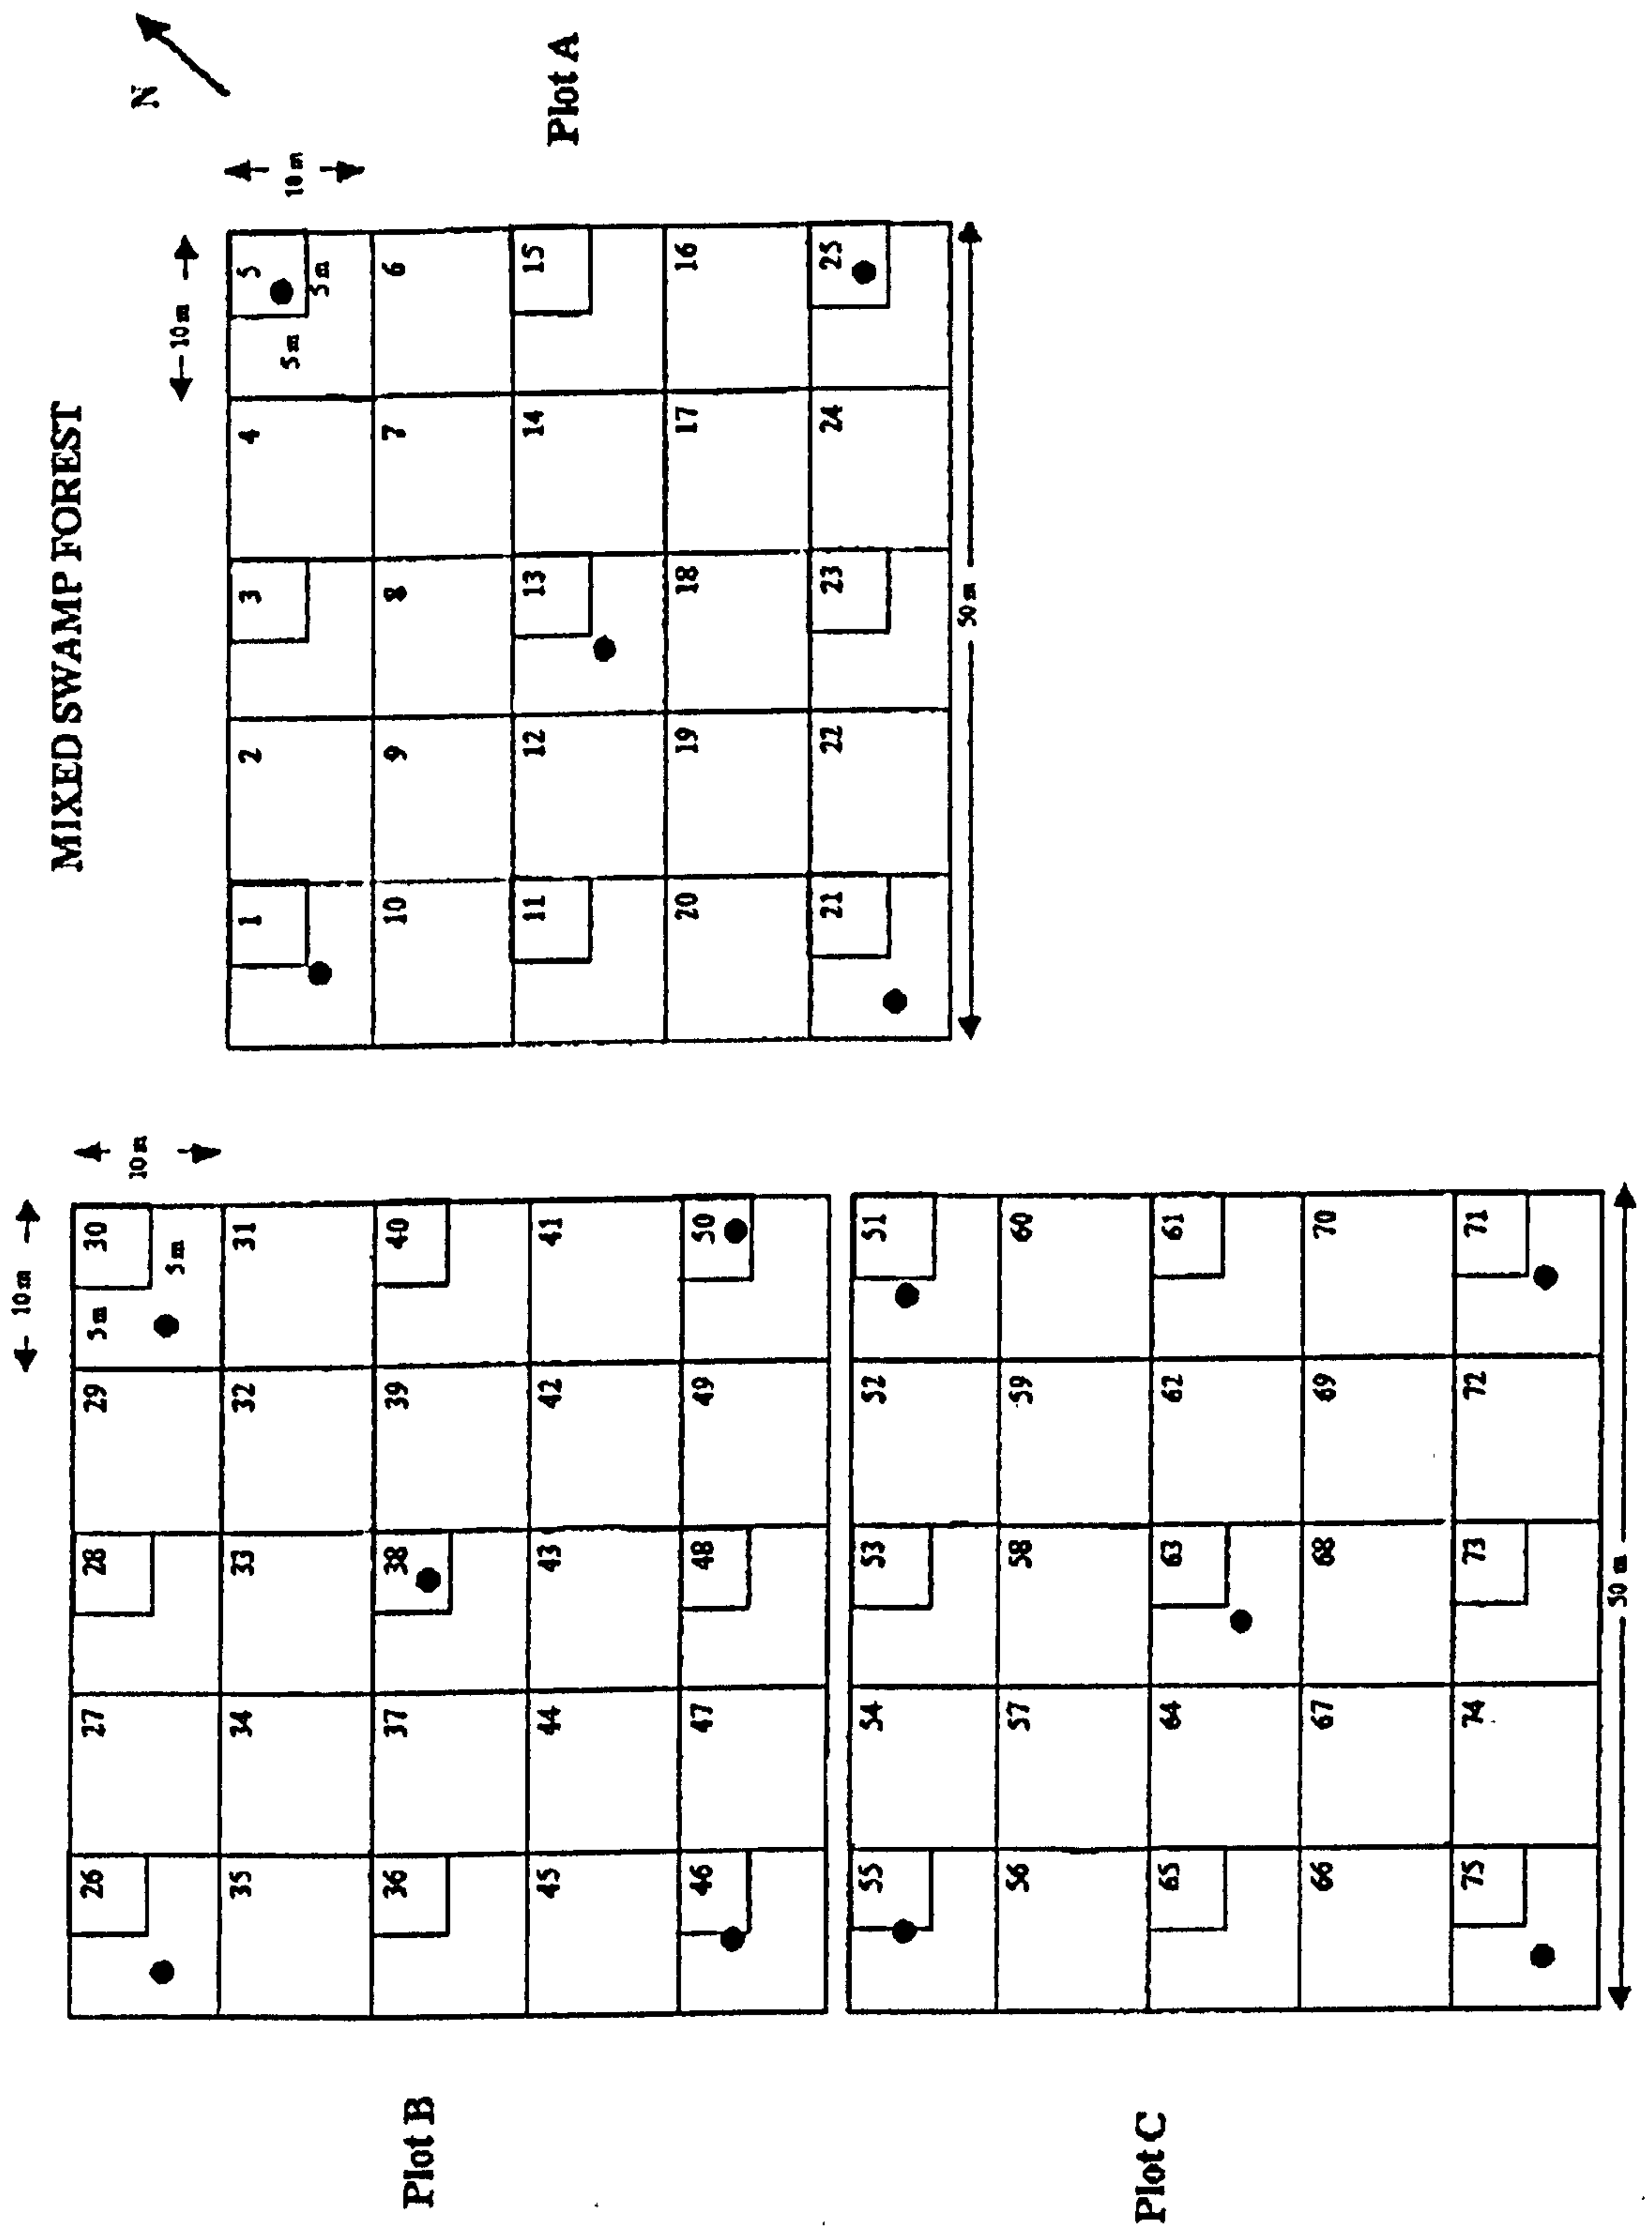 MIXED SWAMP FOREST
N
10 m
10 m
1 2 3 4 5
5 m
5 m
10 9 8 7 6
11 12 13 14 15
20 19 18 17 16
21 22 23 24 25
50 m
Plot A
10 m
10 m
26 27 28 29 30
5 m
5 m
35 34 33 32 31
36 37 38 39 40
45 44 43 42 41
46 47 48 49 50
Plot B
55 54 53 52 51
56 57 58 59 60
65 64 63 62 61
66 67 68 69 70
75 74 73 72 71
50 m
Plot C